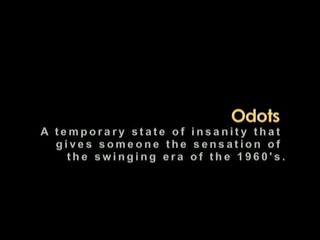 Odots
A temporary state of insanity that
gives someone the sensation of
the swinging era of the 1960's.